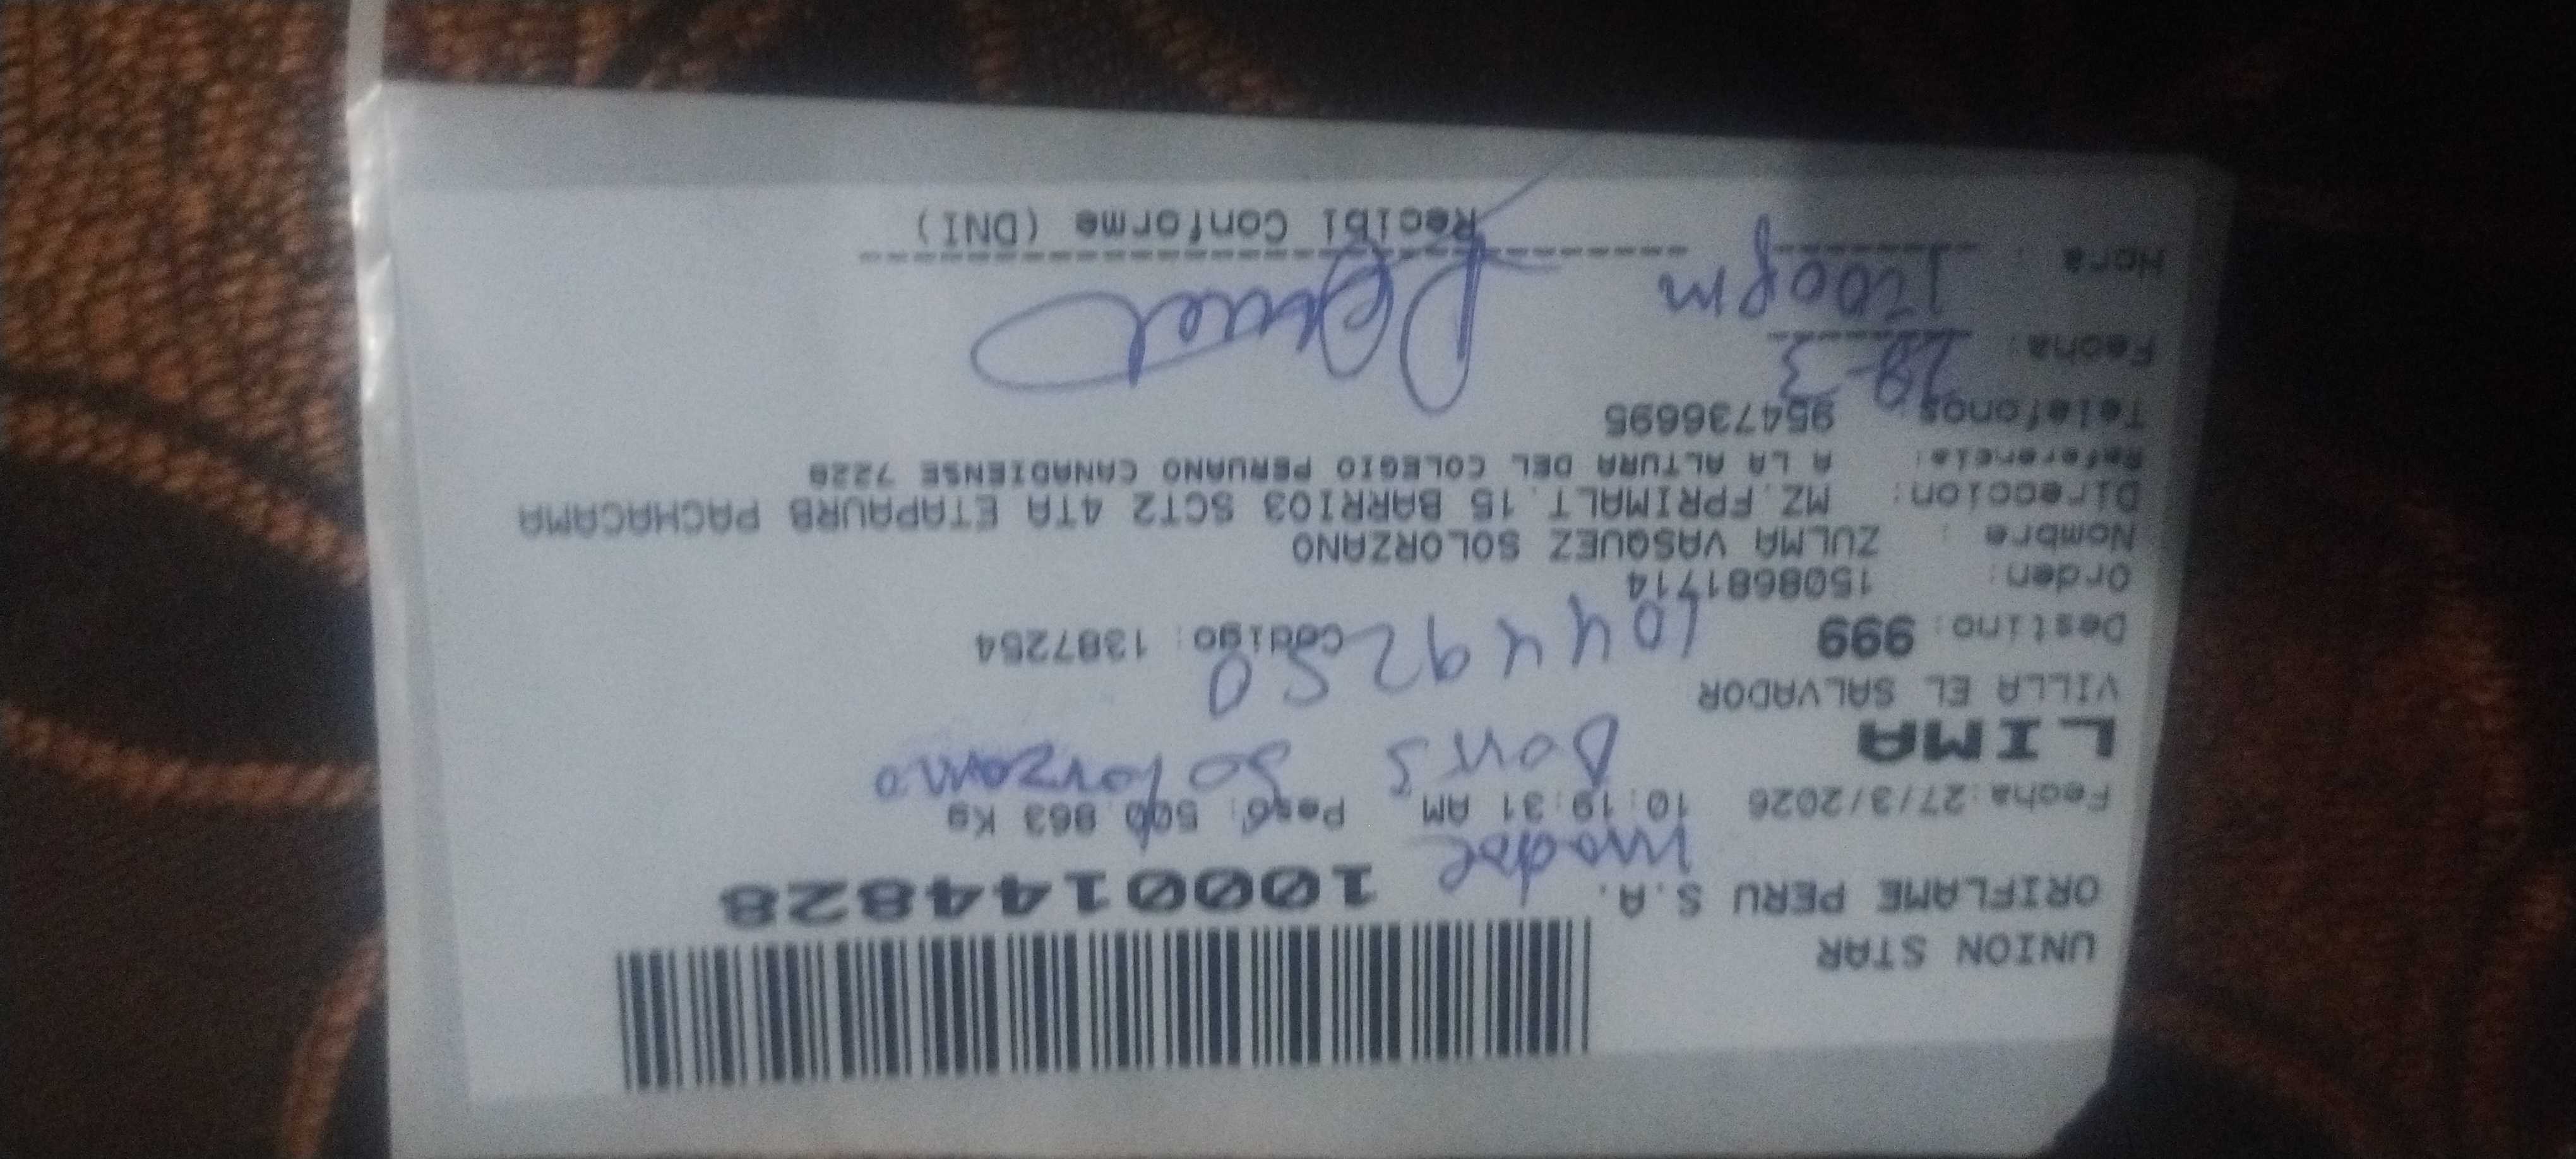 UNION STAR
ORIFLAME PERU S.A. 1000144828
madre
Fecha:27/3/2026 10:19:31 AM Peso: 500.863 Kg
Doris Solorzano
LIMA
VILLA EL SALVADOR
10449250
Destino: 999 Codigo: 1387254
Orden: 1508681714
Nombre : ZULMA VASQUEZ SOLORZANO
Direccion: MZ.FPRIMALT.15 BARRIO3 SCT2 4TA ETAPAURB PACHACAMA
Referencia: A LA ALTURA DEL COLEGIO PERUANO CANADIENSE 7228
Telefonos 954736695
Fecha: 28-3
Hora : 1:00pm
Recibi Conforme (DNI)